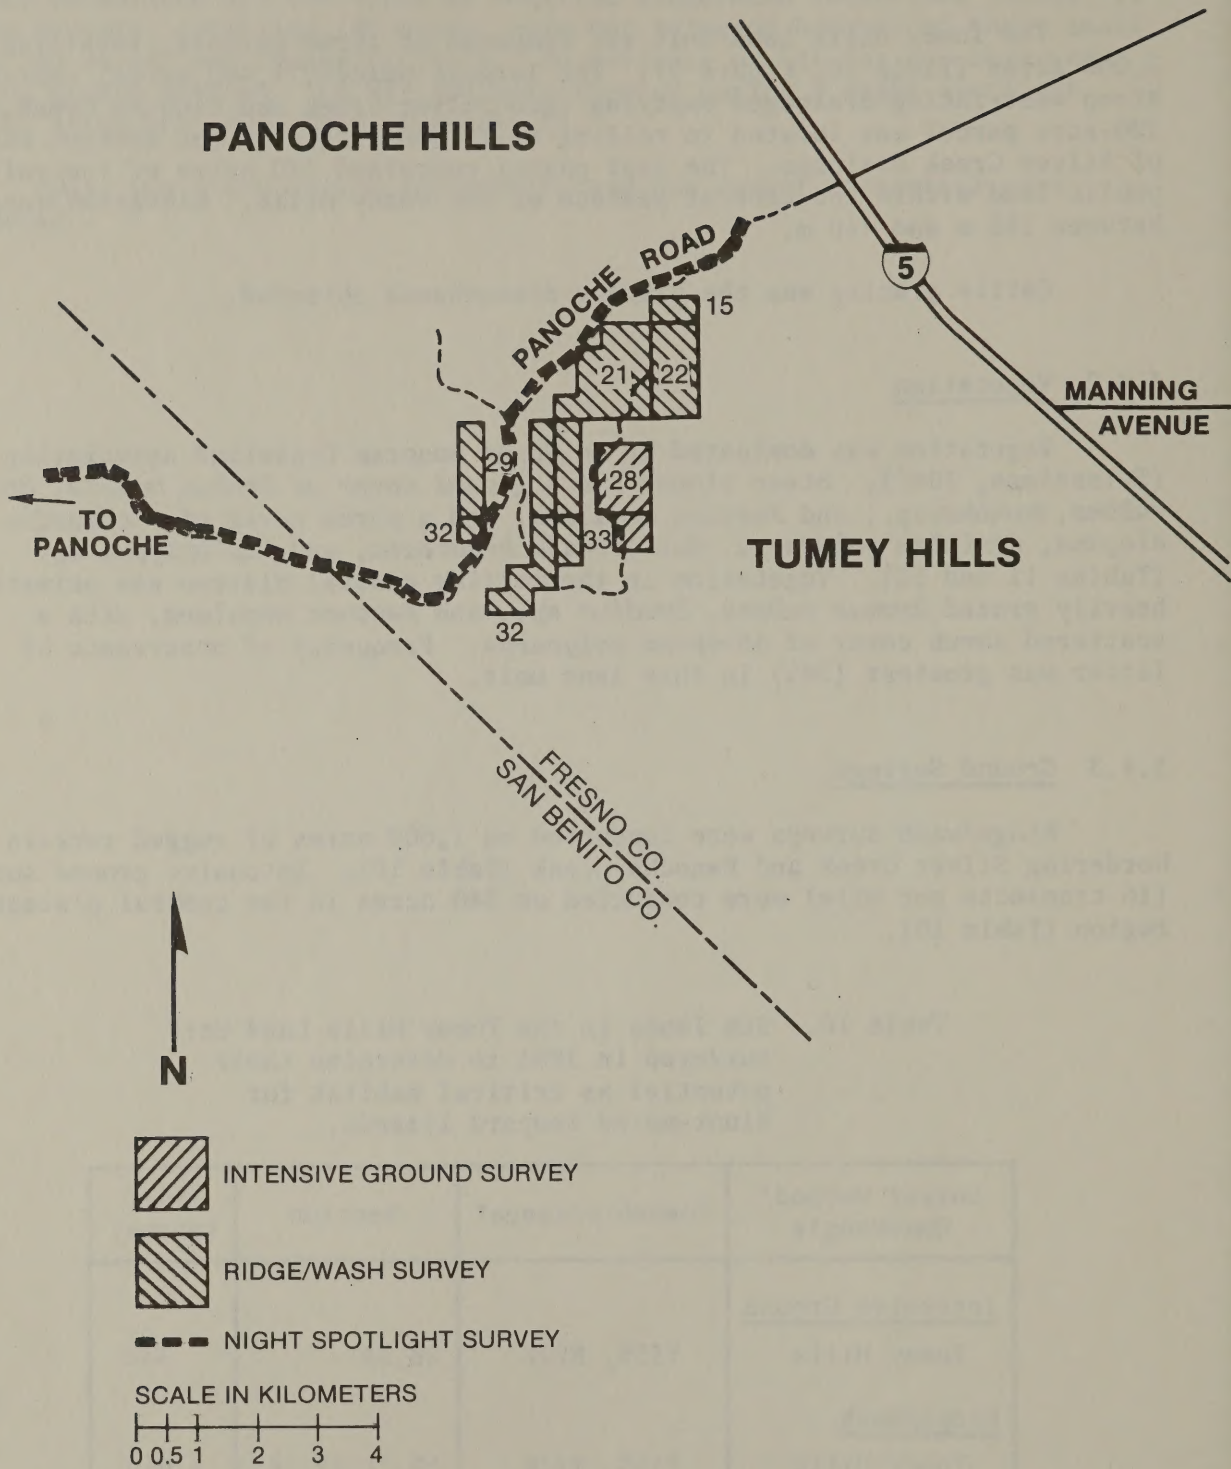 PANOCHE HILLS
5
PANOCHE ROAD
15
21
22
MANNING
AVENUE
29
28
TO
PANOCHE
32
33
TUMEY HILLS
32
FRESNO CO.
SAN BENITO CO.
N
INTENSIVE GROUND SURVEY
RIDGE/WASH SURVEY
NIGHT SPOTLIGHT SURVEY
SCALE IN KILOMETERS
0 0.5 1 2 3 4